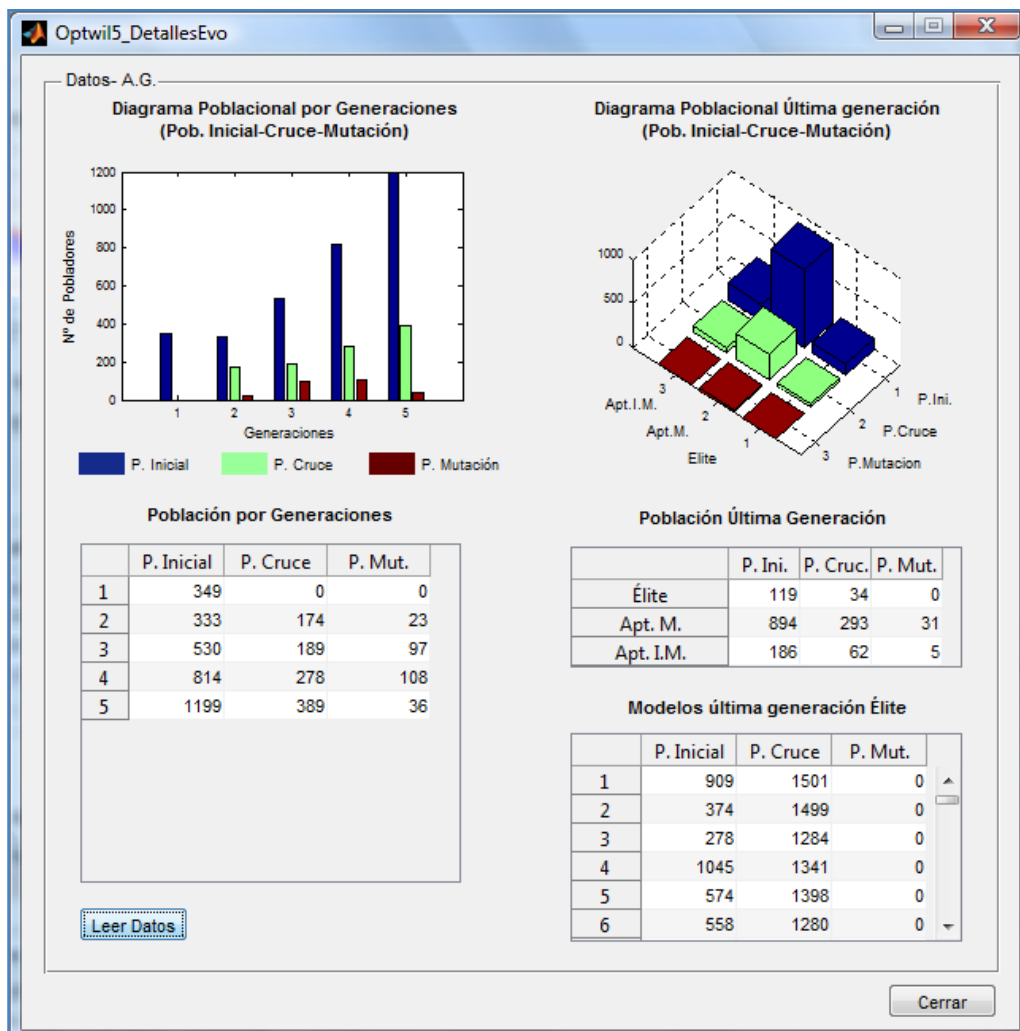 Optwil5_DetallesEvo
Datos- A.G.
Diagrama Poblacional por Generaciones
(Pob. Inicial-Cruce-Mutación)
1200
1000
800
600
400
200
0
Nº de Pobladores
1 2 3 4 5
Generaciones
P. Inicial P. Cruce P. Mutación
Diagrama Poblacional Última generación
(Pob. Inicial-Cruce-Mutación)
1000
500
0
3
2
1
Apt.I.M.
Apt.M.
Elite
1
2
3
P.Ini.
P.Cruce
P.Mutacion
Población por Generaciones
P. Inicial P. Cruce P. Mut.
1 349 0 0
2 333 174 23
3 530 189 97
4 814 278 108
5 1199 389 36
Leer Datos
Población Última Generación
P. Ini. P. Cruc. P. Mut.
Élite 119 34 0
Apt. M. 894 293 31
Apt. I.M. 186 62 5
Modelos última generación Élite
P. Inicial P. Cruce P. Mut.
1 909 1501 0
2 374 1499 0
3 278 1284 0
4 1045 1341 0
5 574 1398 0
6 558 1280 0
Cerrar